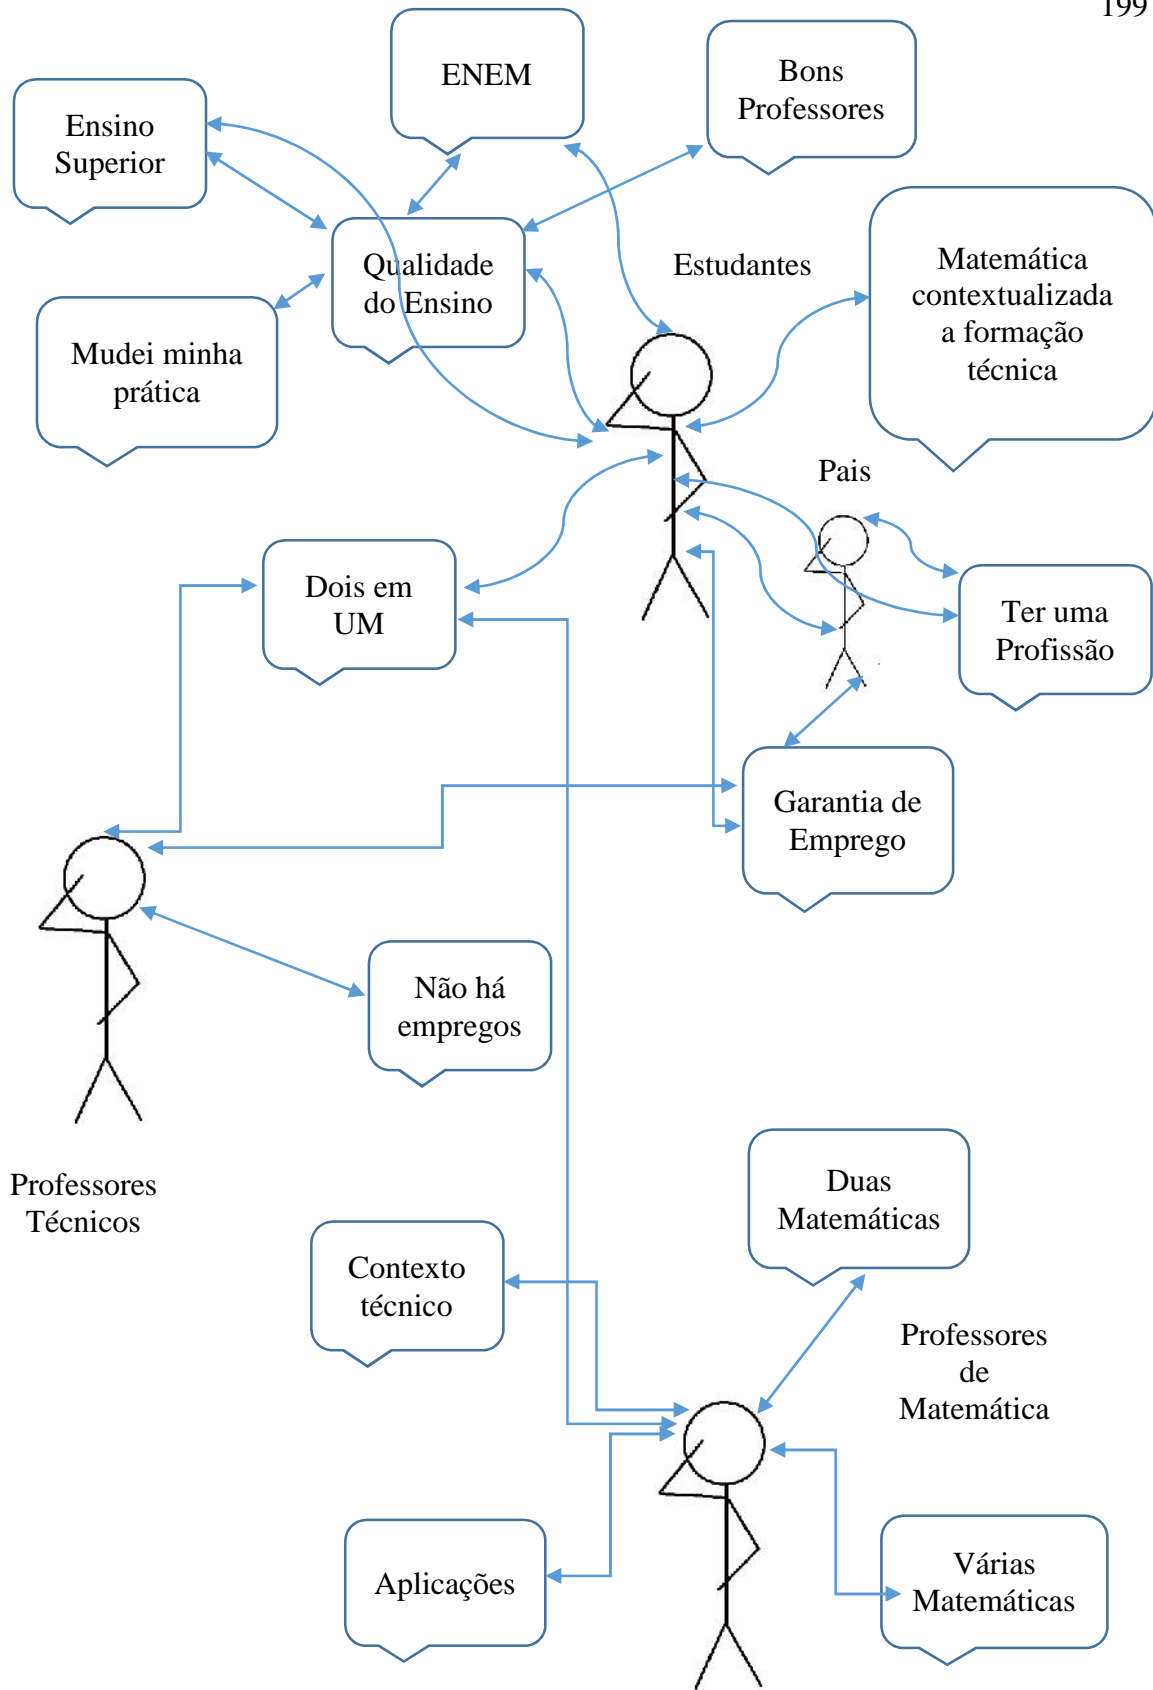 199
ENEM
Bons
Professores
Ensino
Superior
Qualidade
do Ensino
Estudantes
Matemática
contextualizada
a formação
técnica
Mudei minha
prática
Pais
Dois em
UM
Ter uma
Profissão
Garantia de
Emprego
Não há
empregos
Professores
Técnicos
Duas
Matemáticas
Contexto
técnico
Professores
de
Matemática
Aplicações
Várias
Matemáticas